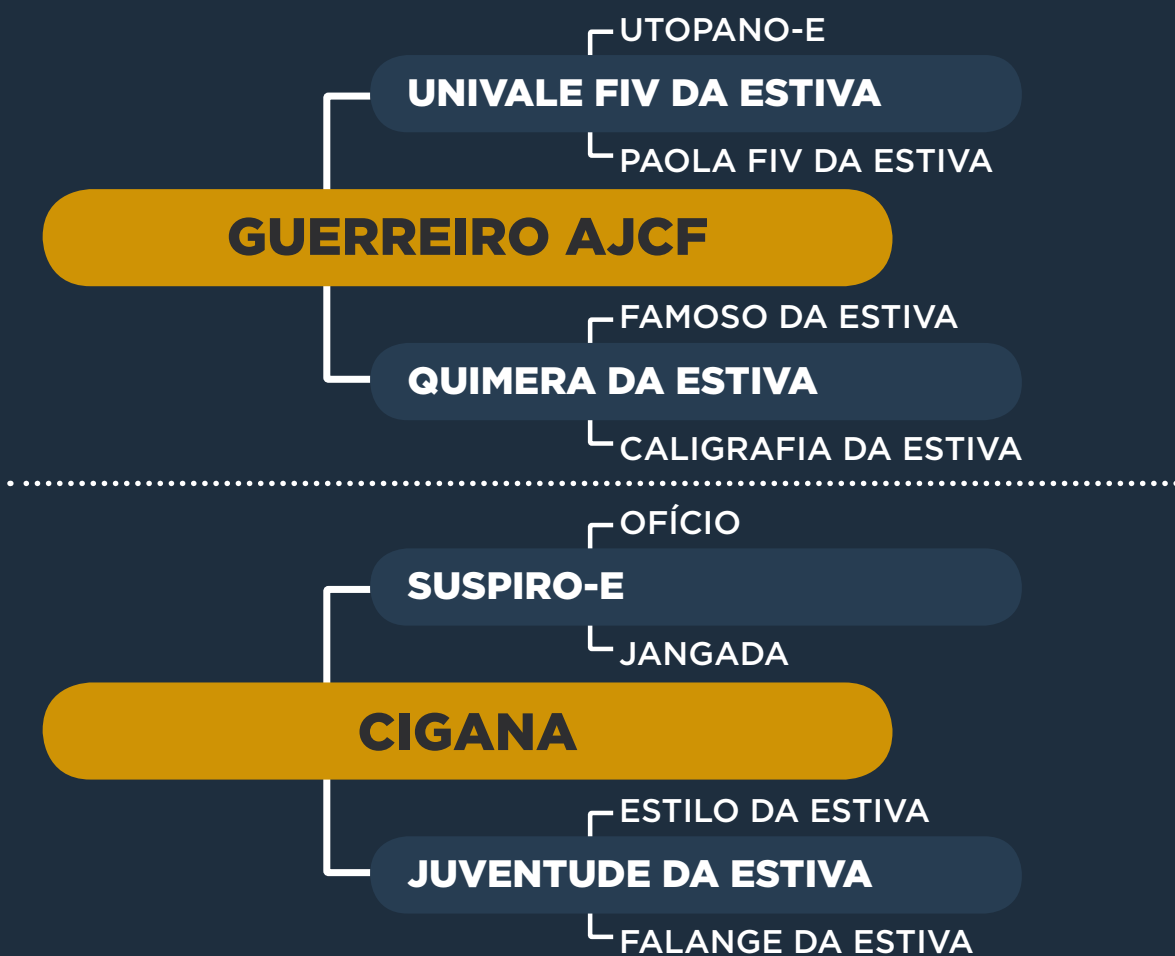 UTOPANO-E
UNIVALE FIV DA ESTIVA
PAOLA FIV DA ESTIVA
GUERREIRO AJCF
FAMOSO DA ESTIVA
QUIMERA DA ESTIVA
CALIGRAFIA DA ESTIVA
OFÍCIO
SUSPIRO-E
JANGADA
CIGANA
ESTILO DA ESTIVA
JUVENTUDE DA ESTIVA
FALANGE DA ESTIVA